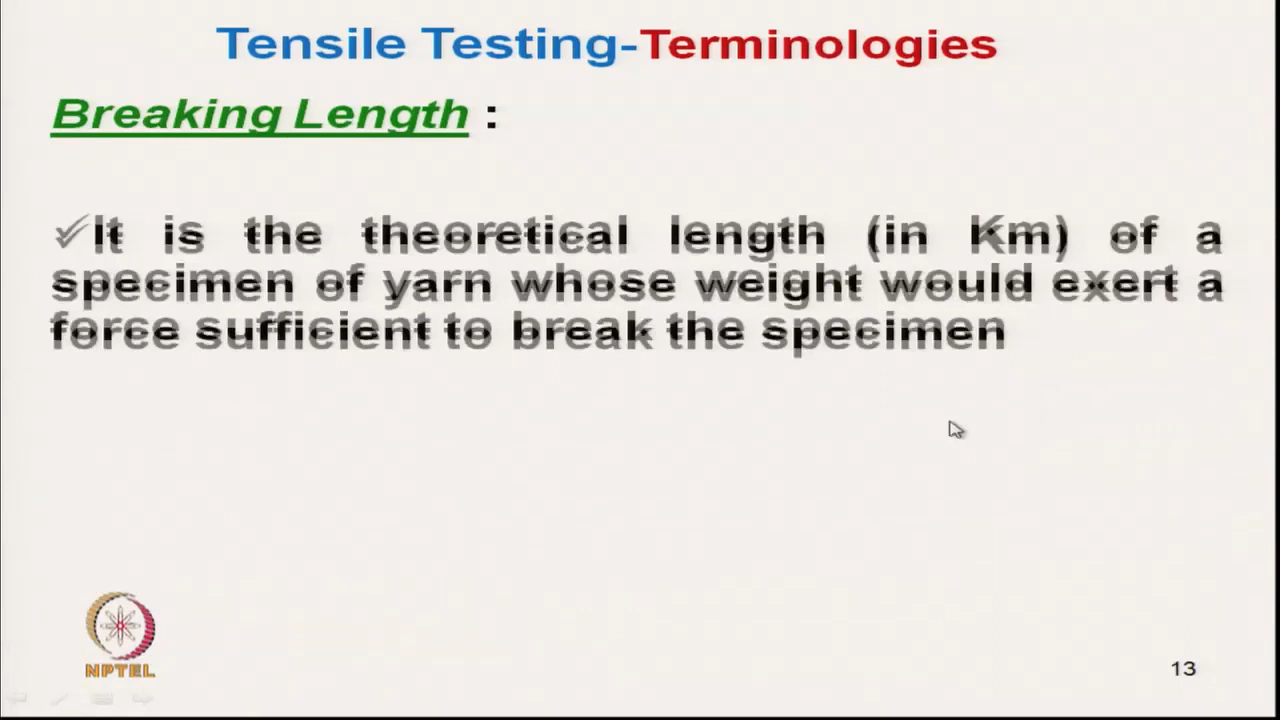 Tensile Testing-Terminologies
Breaking Length :
✓It is the theoretical length (in Km) of a
specimen of yarn whose weight would exert a
force sufficient to break the specimen
NPTEL
13